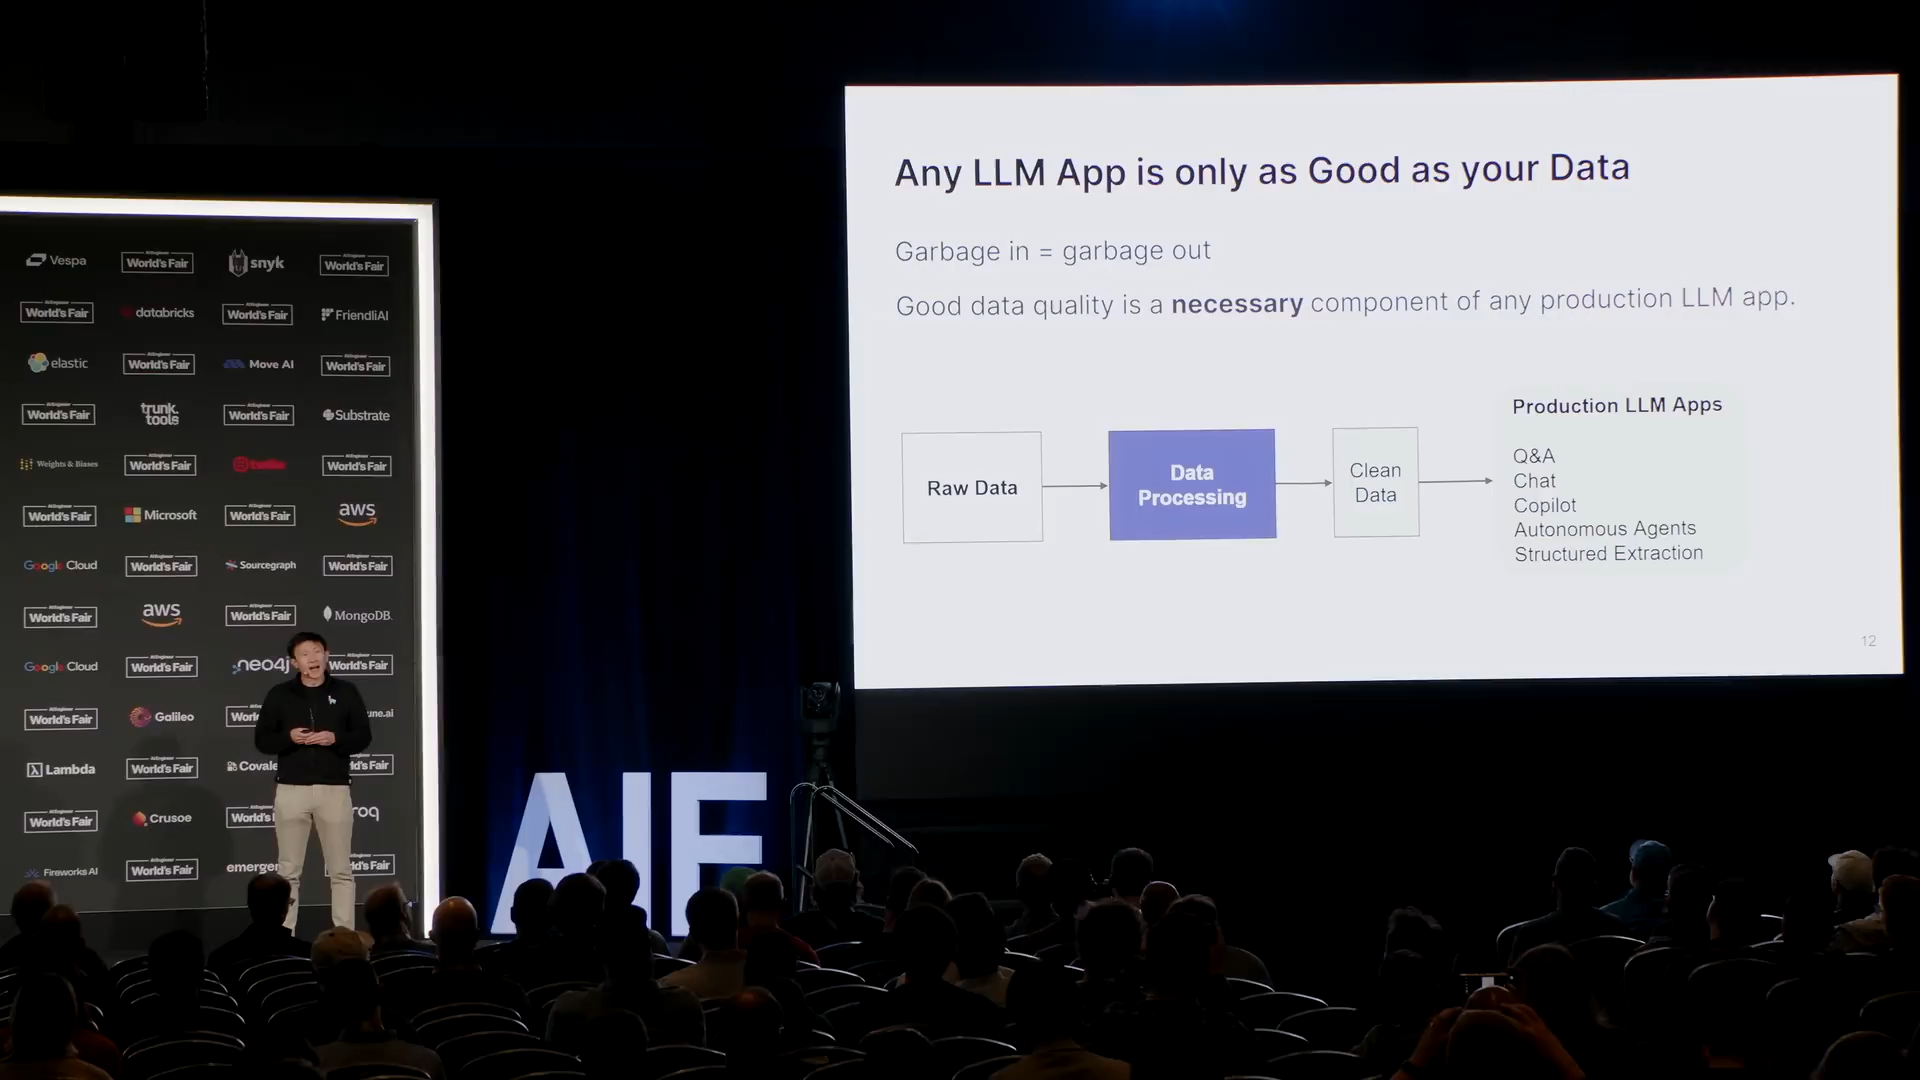 Any LLM App is only as Good as your Data
Garbage in = garbage out
Good data quality is a necessary component of any production LLM app.
Raw Data
Data
Processing
Clean
Data
Production LLM Apps
Q&A
Chat
Copilot
Autonomous Agents
Structured Extraction
12
Vespa World's Fair snyk World's Fair
World's Fair databricks World's Fair FriendliAI
elastic World's Fair Move AI World's Fair
World's Fair trunk tools World's Fair Substrate
Weights & Biases World's Fair twilio World's Fair
World's Fair Microsoft World's Fair aws
Google Cloud World's Fair Sourcegraph World's Fair
World's Fair aws World's Fair MongoDB.
Google Cloud World's Fair neo4j World's Fair
World's Fair Galileo Worl une.ai
Lambda World's Fair Covale ld's Fair
World's Fair Crusoe World's roq
Fireworks AI World's Fair emergen ld's Fair
AIE